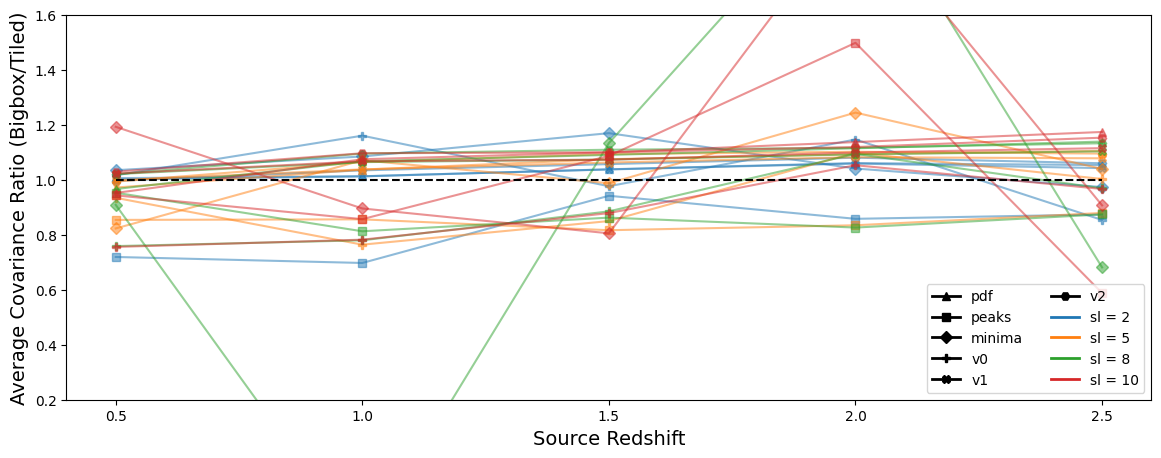 Average Covariance Ratio (Bigbox/Tiled)
1.6
1.4
1.2
1.0
0.8
0.6
0.4
0.2
0.5
1.0
1.5
2.0
2.5
Source Redshift
pdf
peaks
minima
v0
v1
v2
sl = 2
sl = 5
sl = 8
sl = 10